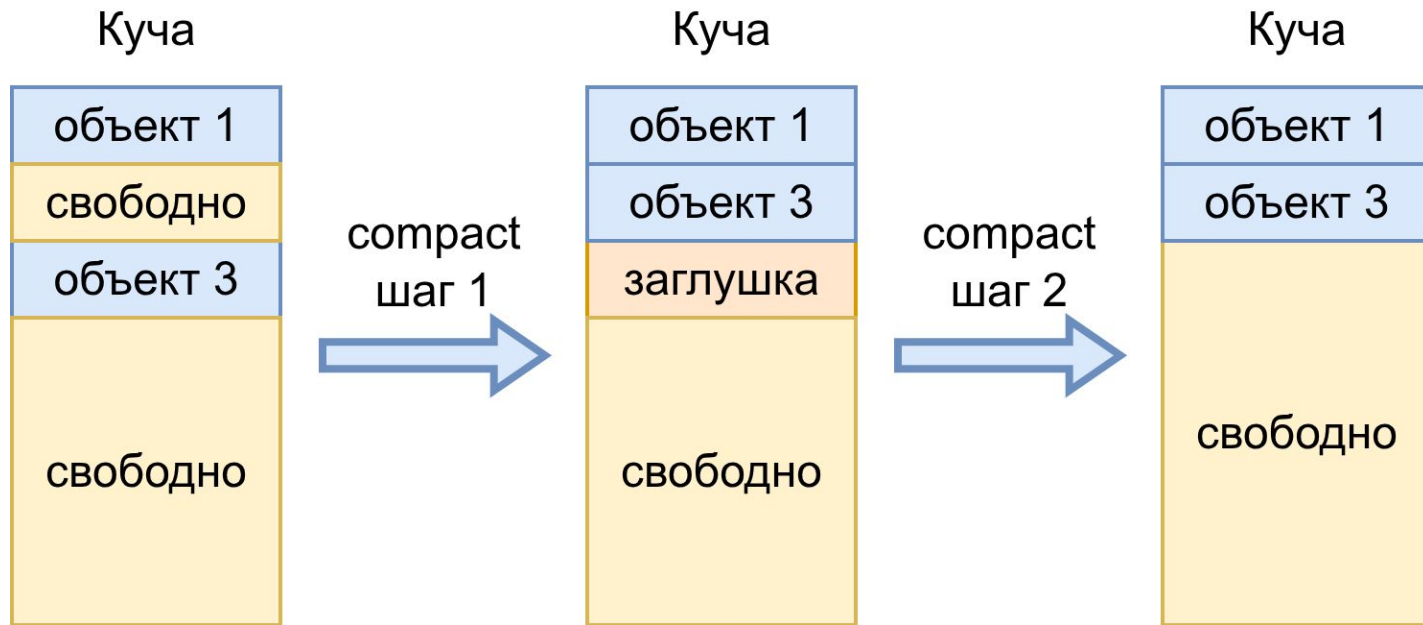 Куча
объект 1
свободно
объект 3
свободно
compact
шаг 1
Куча
объект 1
объект 3
заглушка
свободно
compact
шаг 2
Куча
объект 1
объект 3
свободно